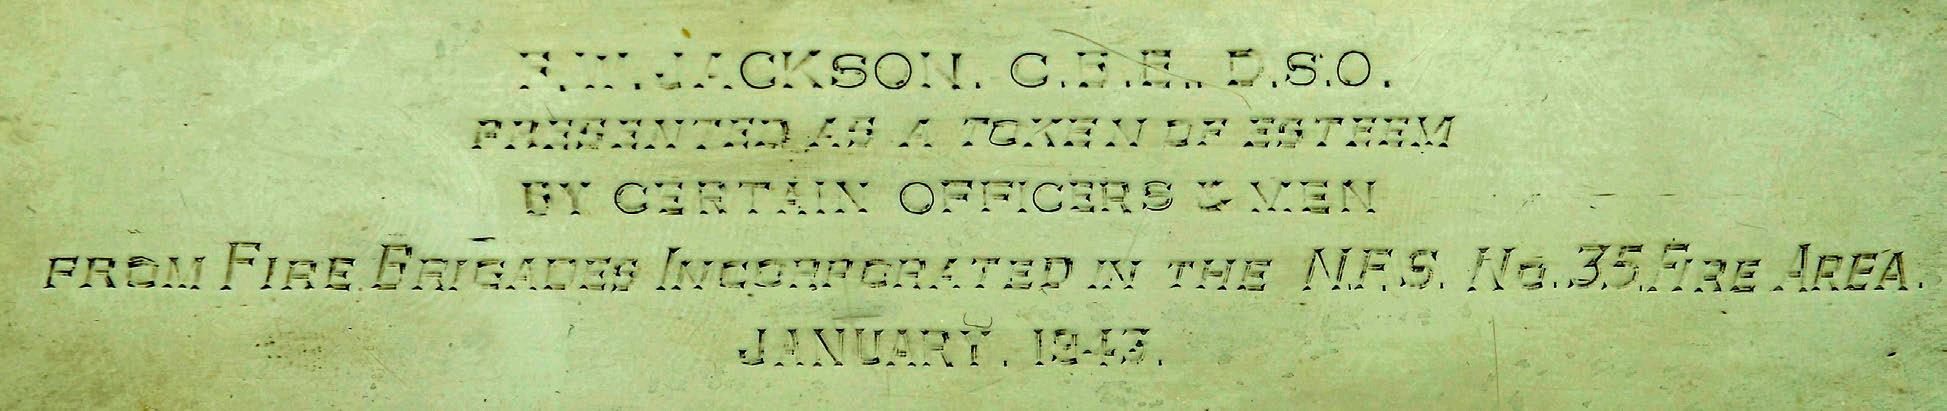 F.W. JACKSON. C.B.E., D.S.O.
PRESENTED AS A TOKEN OF ESTEEM
BY CERTAIN OFFICERS & MEN
FROM FIRE BRIGADES INCORPORATED IN THE N.F.S. No. 35. FIRE AREA.
JANUARY. 1943.